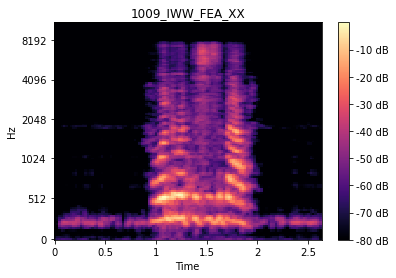 1009_IWW_FEA_XX
8192
4096
2048
1024
512
0
Hz
0
0.5
1
1.5
2
2.5
Time
-10 dB
-20 dB
-30 dB
-40 dB
-50 dB
-60 dB
-70 dB
-80 dB